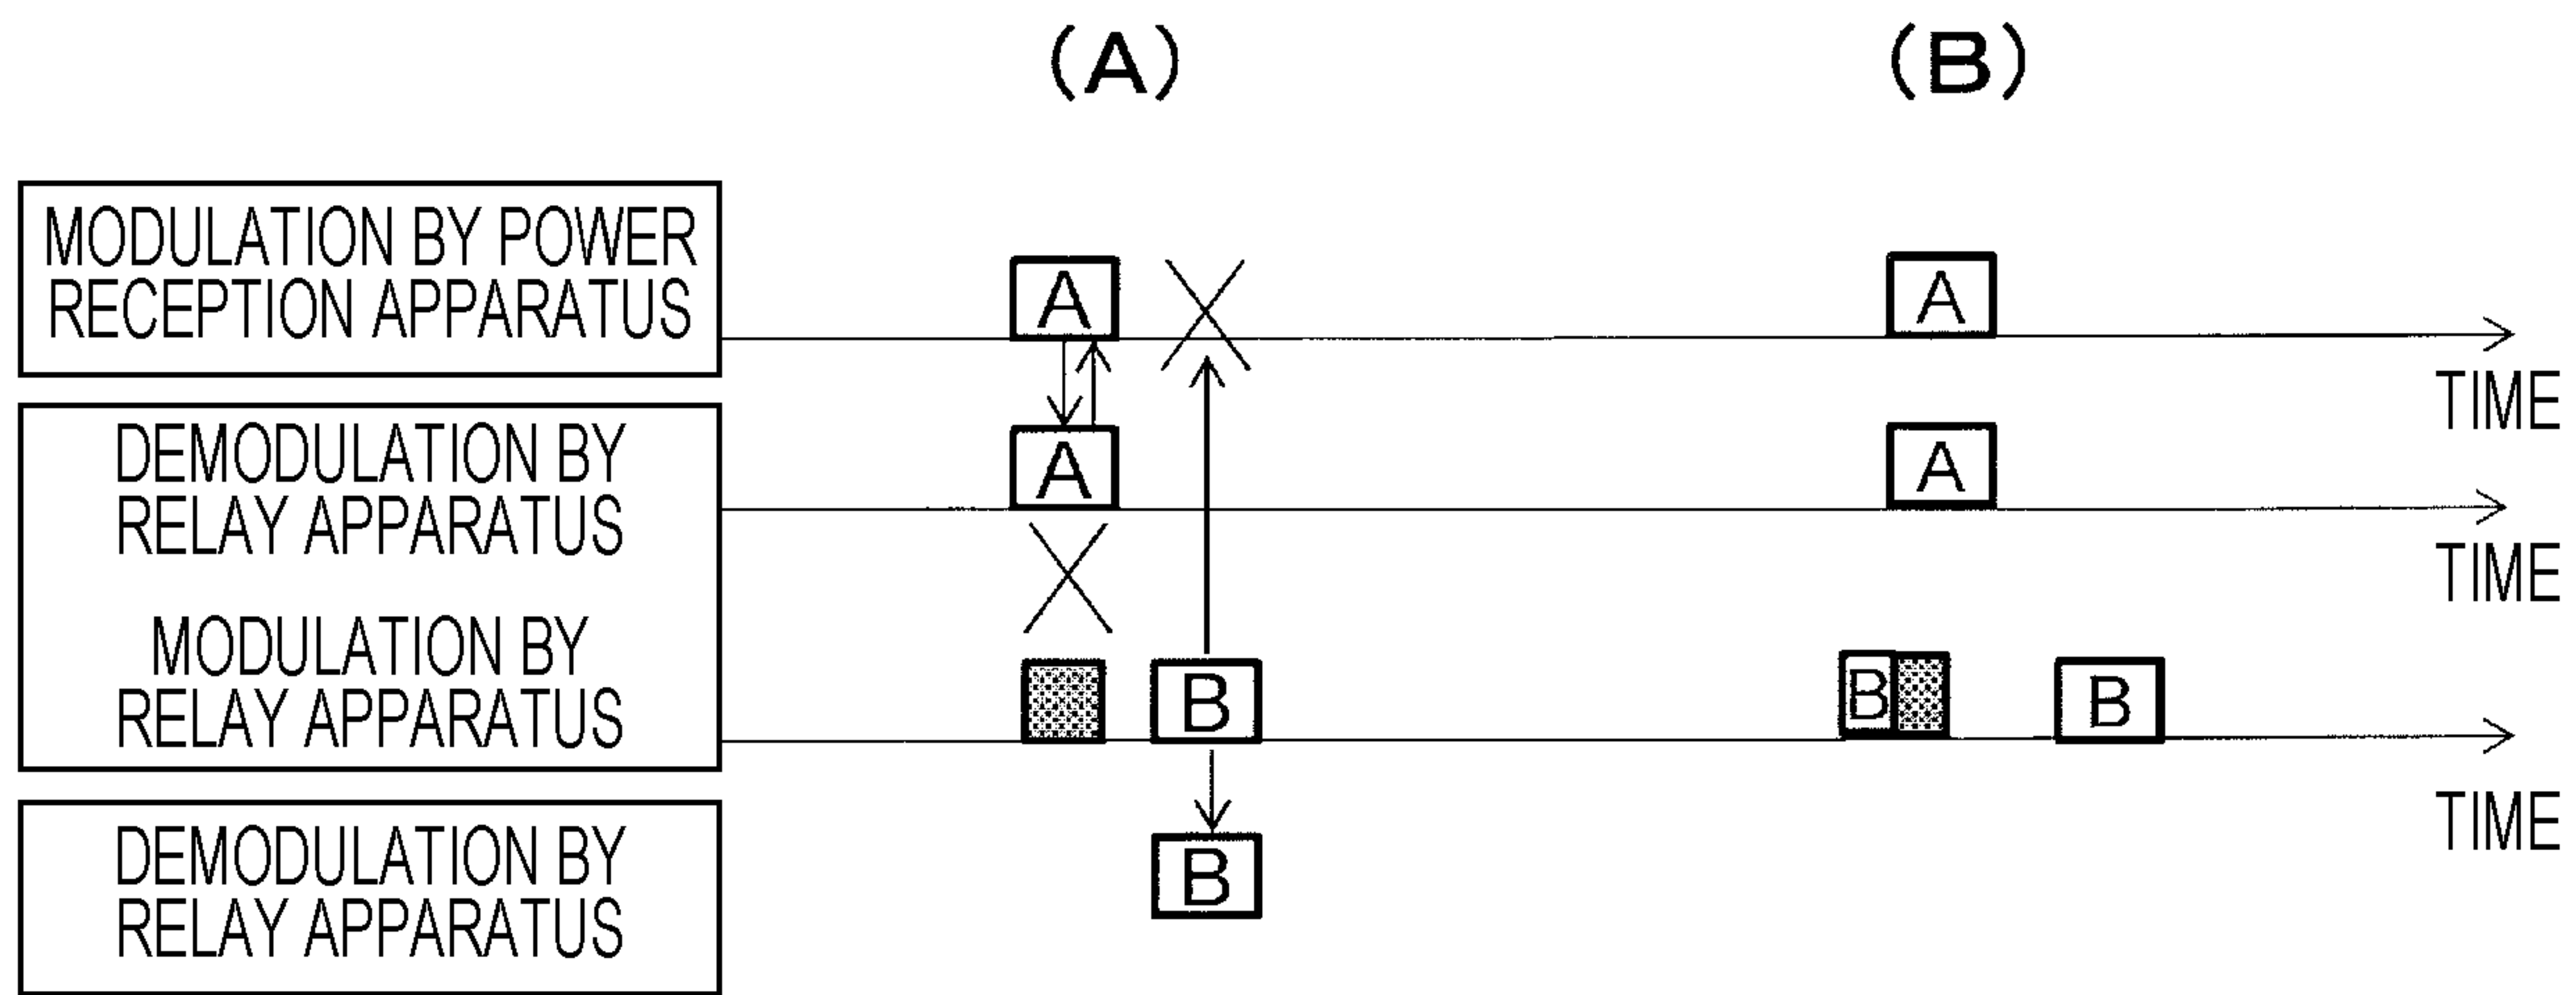 (A) (B)
MODULATION BY POWER
RECEPTION APPARATUS
A A
TIME
DEMODULATION BY
RELAY APPARATUS
A A
TIME
MODULATION BY
RELAY APPARATUS
B B B
TIME
DEMODULATION BY
RELAY APPARATUS
B